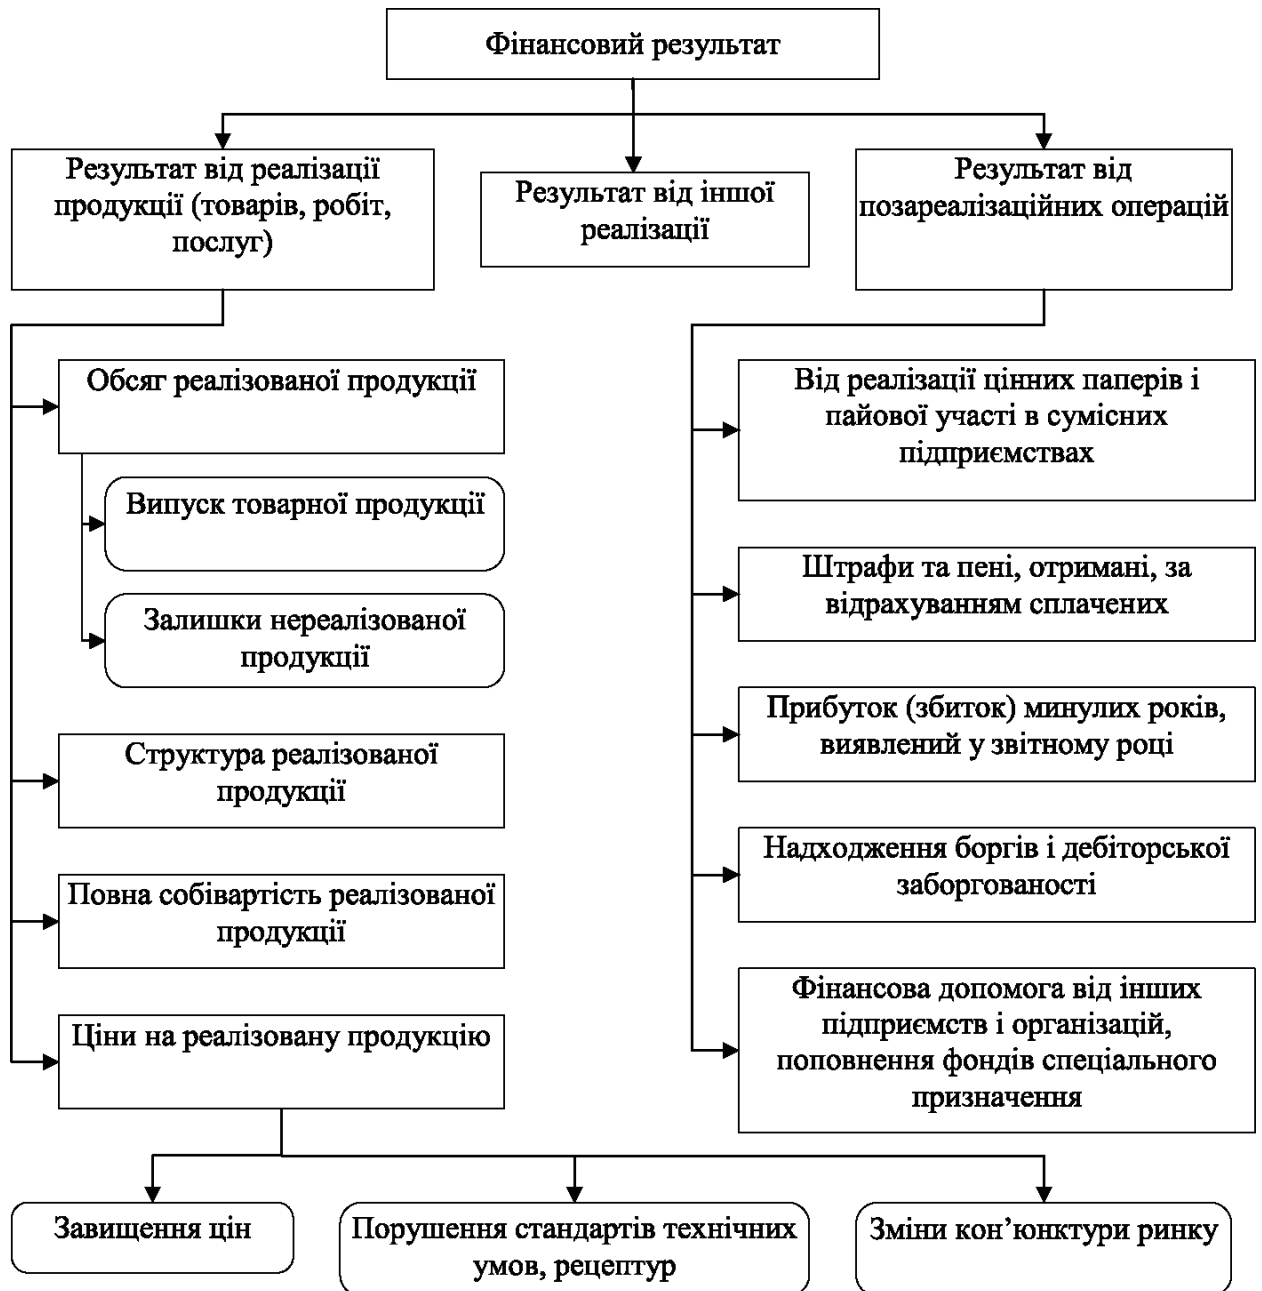 Фінансовий результат
Результат від реалізації
продукції (товарів, робіт,
послуг)
Результат від іншої
реалізації
Результат від
позареалізаційних операцій
Обсяг реалізованої продукції
Випуск товарної продукції
Залишки нереалізованої
продукції
Структура реалізованої
продукції
Повна собівартість реалізованої
продукції
Ціни на реалізовану продукцію
Від реалізації цінних паперів і
пайової участі в сумісних
підприємствах
Штрафи та пені, отримані, за
відрахуванням сплачених
Прибуток (збиток) минулих років,
виявлений у звітному році
Надходження боргів і дебіторської
заборгованості
Фінансова допомога від інших
підприємств і організацій,
поповнення фондів спеціального
призначення
Завищення цін
Порушення стандартів технічних
умов, рецептур
Зміни кон’юнктури ринку